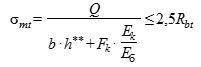 σmt = Q / (b · h** + Fk · Ek / Eб) ≤ 2,5Rbt